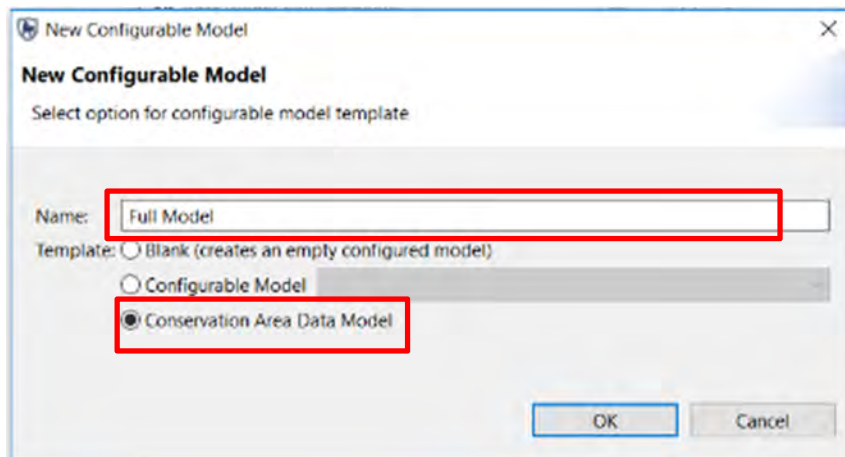 New Configurable Model
New Configurable Model
Select option for configurable model template
Name: Full Model
Template: Blank (creates an empty configured model)
Configurable Model
Conservation Area Data Model
OK Cancel